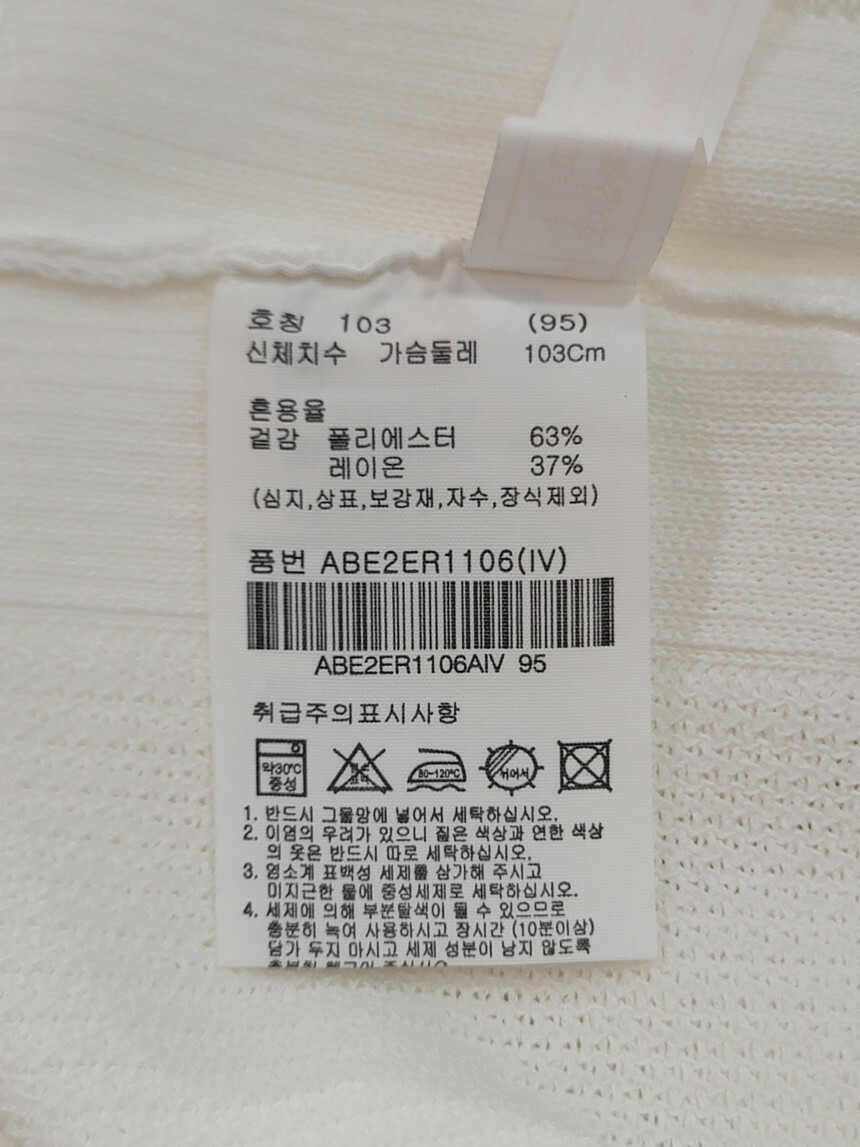 호칭 103 (95)
신체치수 가슴둘레 103Cm
혼용율
겉감 폴리에스터 63%
레이온 37%
(심지,상표,보강재,자수,장식제외)
품번 ABE2ER1106(IV)
ABE2ER1106AIV 95
취급주의표시사항
약30℃
중성
80~120℃
뉘어서
1. 반드시 그물망에 넣어서 세탁하십시오.
2. 이염의 우려가 있으니 짙은 색상과 연한 색상
의 옷은 반드시 따로 세탁하십시오.
3. 염소계 표백성 세제를 삼가해 주시고
미지근한 물에 중성세제로 세탁하십시오.
4. 세제에 의해 부분탈색이 될 수 있으므로
충분히 녹여 사용하시고 장시간 (10분이상)
담가 두지 마시고 세제 성분이 남지 않도록